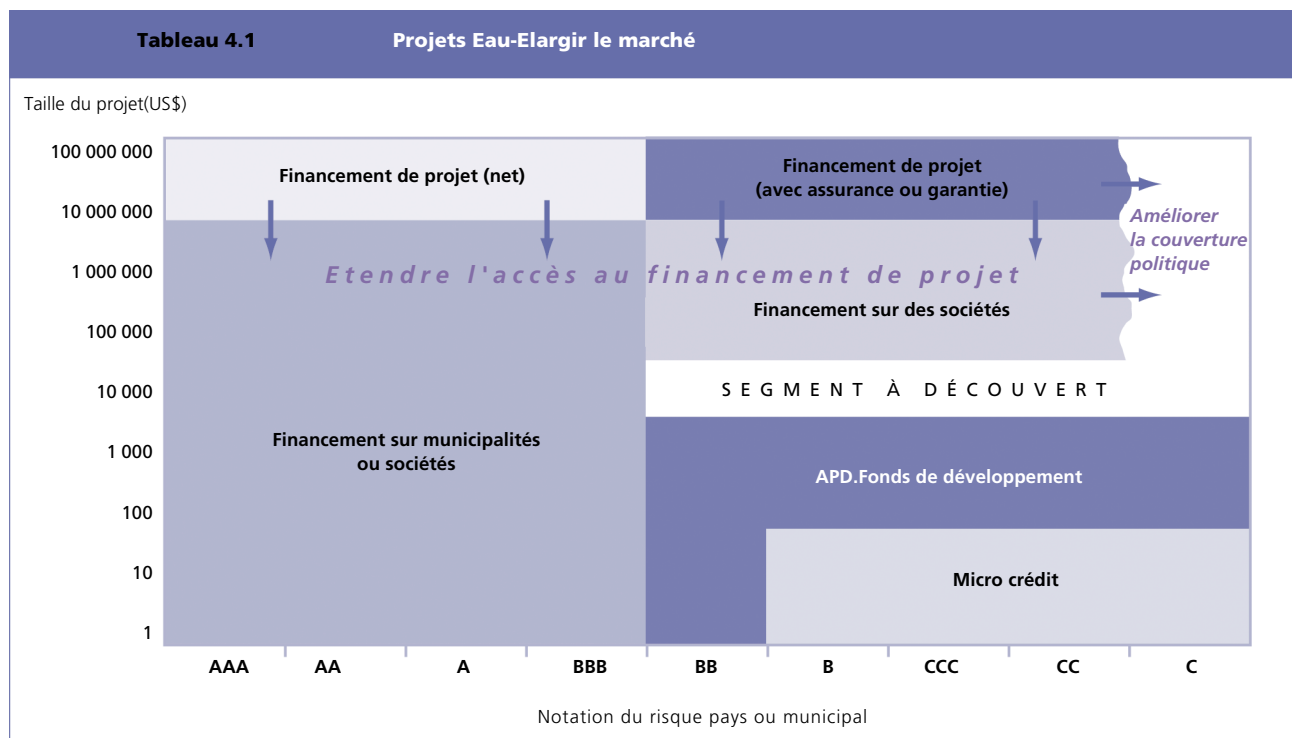 Tableau 4.1 Projets Eau-Elargir le marché
Taille du projet(US$)
100 000 000
10 000 000
1 000 000
100 000
10 000
1 000
100
10
1
Financement de projet (net)
Financement de projet
(avec assurance ou garantie)
Améliorer
la couverture
politique
Etendre l'accès au financement de projet
Financement sur des sociétés
SEGMENT À DÉCOUVERT
Financement sur municipalités
ou sociétés
APD.Fonds de développement
Micro crédit
AAA AA A BBB BB B CCC CC C
Notation du risque pays ou municipal